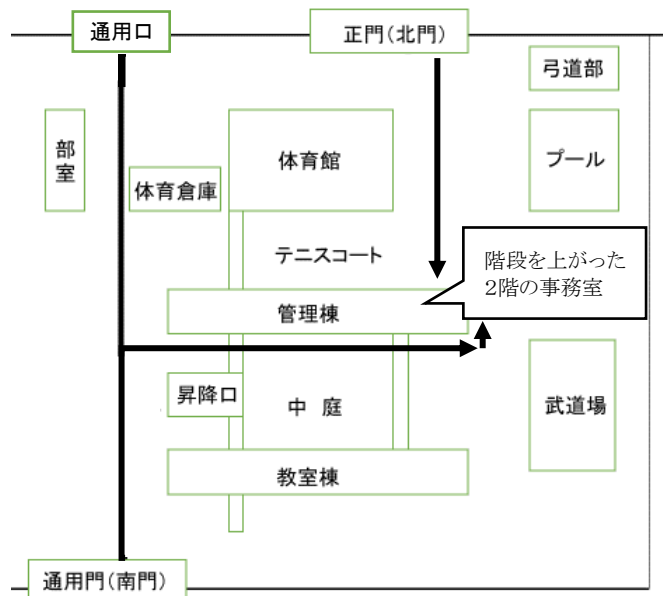 通用口
正門(北門)
弓道部
部
室
体育倉庫
体育館
プール
テニスコート
階段を上がった
2階の事務室
管理棟
昇降口
中 庭
武道場
教室棟
通用門(南門)